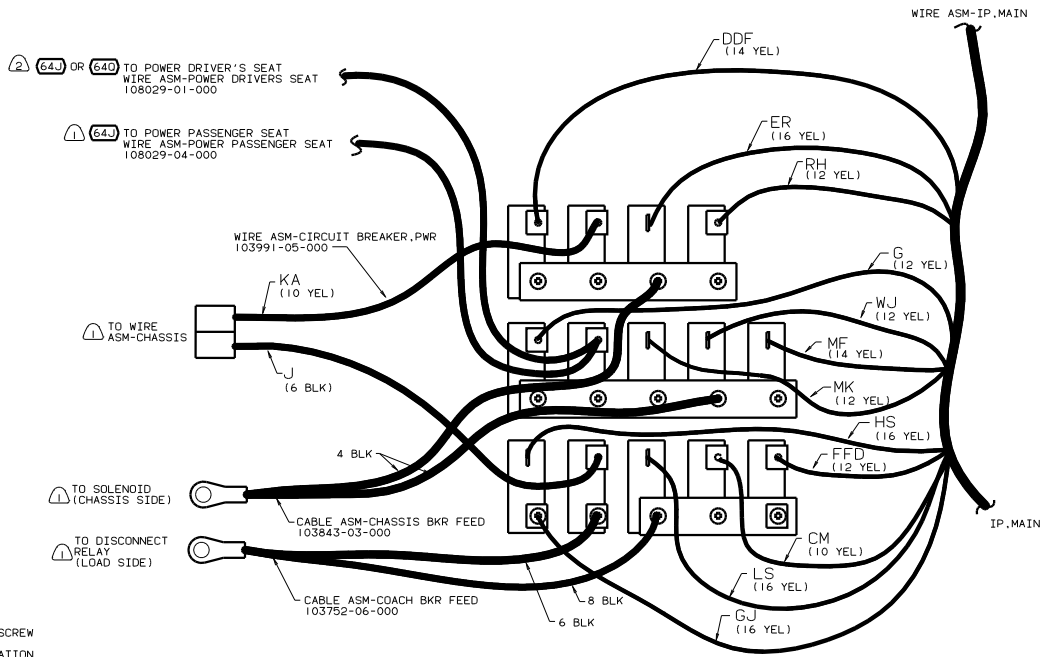 WIRE ASM-IP,MAIN
DDF
(14 YEL)
2 64J OR 64Q TO POWER DRIVER'S SEAT
WIRE ASM-POWER DRIVERS SEAT
108029-01-000
1 64J TO POWER PASSENGER SEAT
WIRE ASM-POWER PASSENGER SEAT
108029-04-000
ER
(16 YEL)
RH
(12 YEL)
WIRE ASM-CIRCUIT BREAKER,PWR
103991-05-000
KA
(10 YEL)
G
(12 YEL)
WJ
(12 YEL)
1 TO WIRE
ASM-CHASSIS
MF
(14 YEL)
J
(6 BLK)
MK
(12 YEL)
HS
(16 YEL)
4 BLK
FFD
(12 YEL)
1 TO SOLENOID
(CHASSIS SIDE)
CABLE ASM-CHASSIS BKR FEED
103843-03-000
IP,MAIN
1 TO DISCONNECT
RELAY
(LOAD SIDE)
CM
(10 YEL)
LS
(16 YEL)
CABLE ASM-COACH BKR FEED
103752-06-000
8 BLK
6 BLK
GJ
(16 YEL)
SCREW
ATION